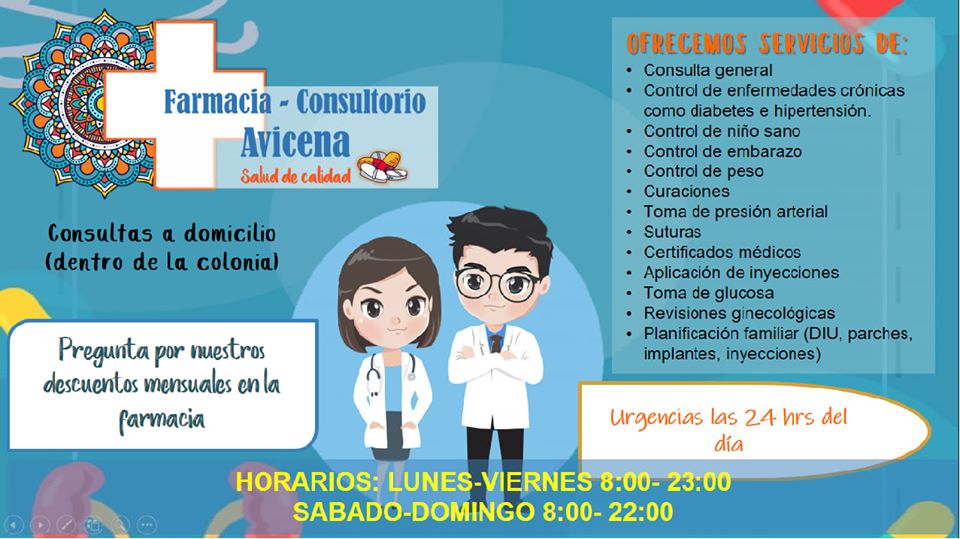 Farmacia - Consultorio
Avicena
Salud de calidad
Consultas a domicilio
(dentro de la colonia)
Pregunta por nuestros
descuentos mensuales en la
farmacia
OFRECEMOS SERVICIOS DE:
• Consulta general
• Control de enfermedades crónicas
como diabetes e hipertensión.
• Control de niño sano
• Control de embarazo
• Control de peso
• Curaciones
• Toma de presión arterial
• Suturas
• Certificados médicos
• Aplicación de inyecciones
• Toma de glucosa
• Revisiones ginecológicas
• Planificación familiar (DIU, parches,
implantes, inyecciones)
Urgencias las 24 hrs del
día
HORARIOS: LUNES-VIERNES 8:00- 23:00
SABADO-DOMINGO 8:00- 22:00